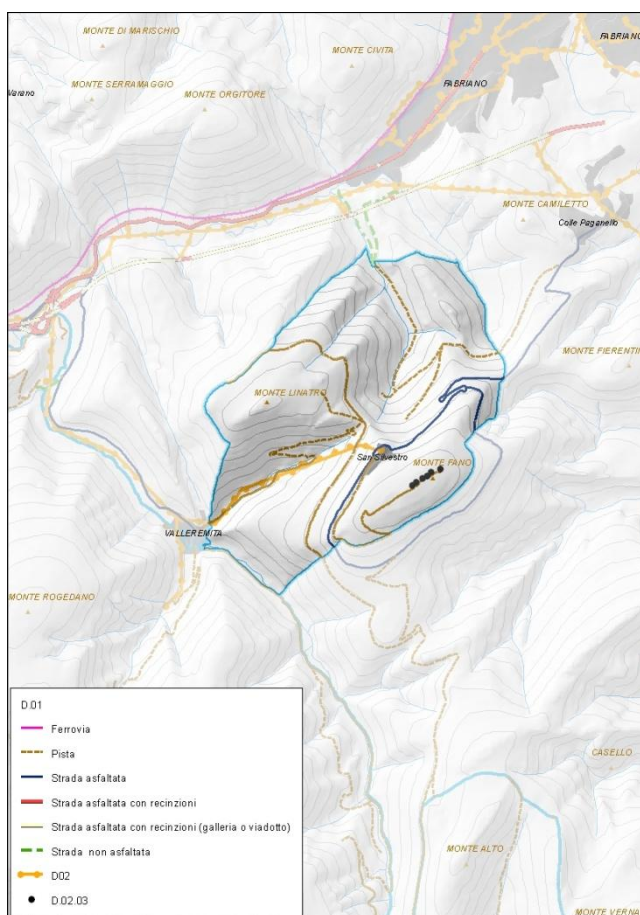 MONTE DI MARISCHIO
MONTE CIVITA
FABRIANO
MONTE SERRAMAGGIO
FABRIANO
Varano
MONTE ORGITORE
MONTE CAMILETTO
Colle Paganello
MONTE FIERENTI
MONTE LINATRO
San Silvestro
MONTE FANO
VALLEREMITA
MONTE ROGEDANO
CASELLO
MONTE ALTO
MONTE VERNA
D.01
Ferrovia
Pista
Strada asfaltata
Strada asfaltata con recinzioni
Strada asfaltata con recinzioni (galleria o viadotto)
Strada non asfaltata
D02
D.02.03